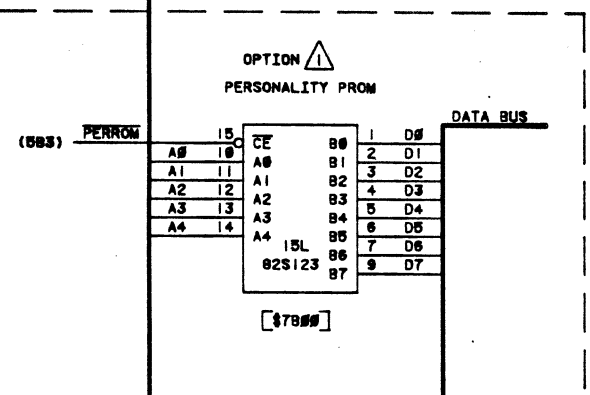 OPTION 1
PERSONALITY PROM
DATA BUS
(5B3) PERROM 15 CE B0 1 D0
A0 10 A0 B1 2 D1
A1 11 A1 B2 3 D2
A2 12 A2 B3 4 D3
A3 13 A3 B4 5 D4
A4 14 A4 B5 6 D5
15L B6 7 D6
82S123 B7 9 D7
[$7B00]